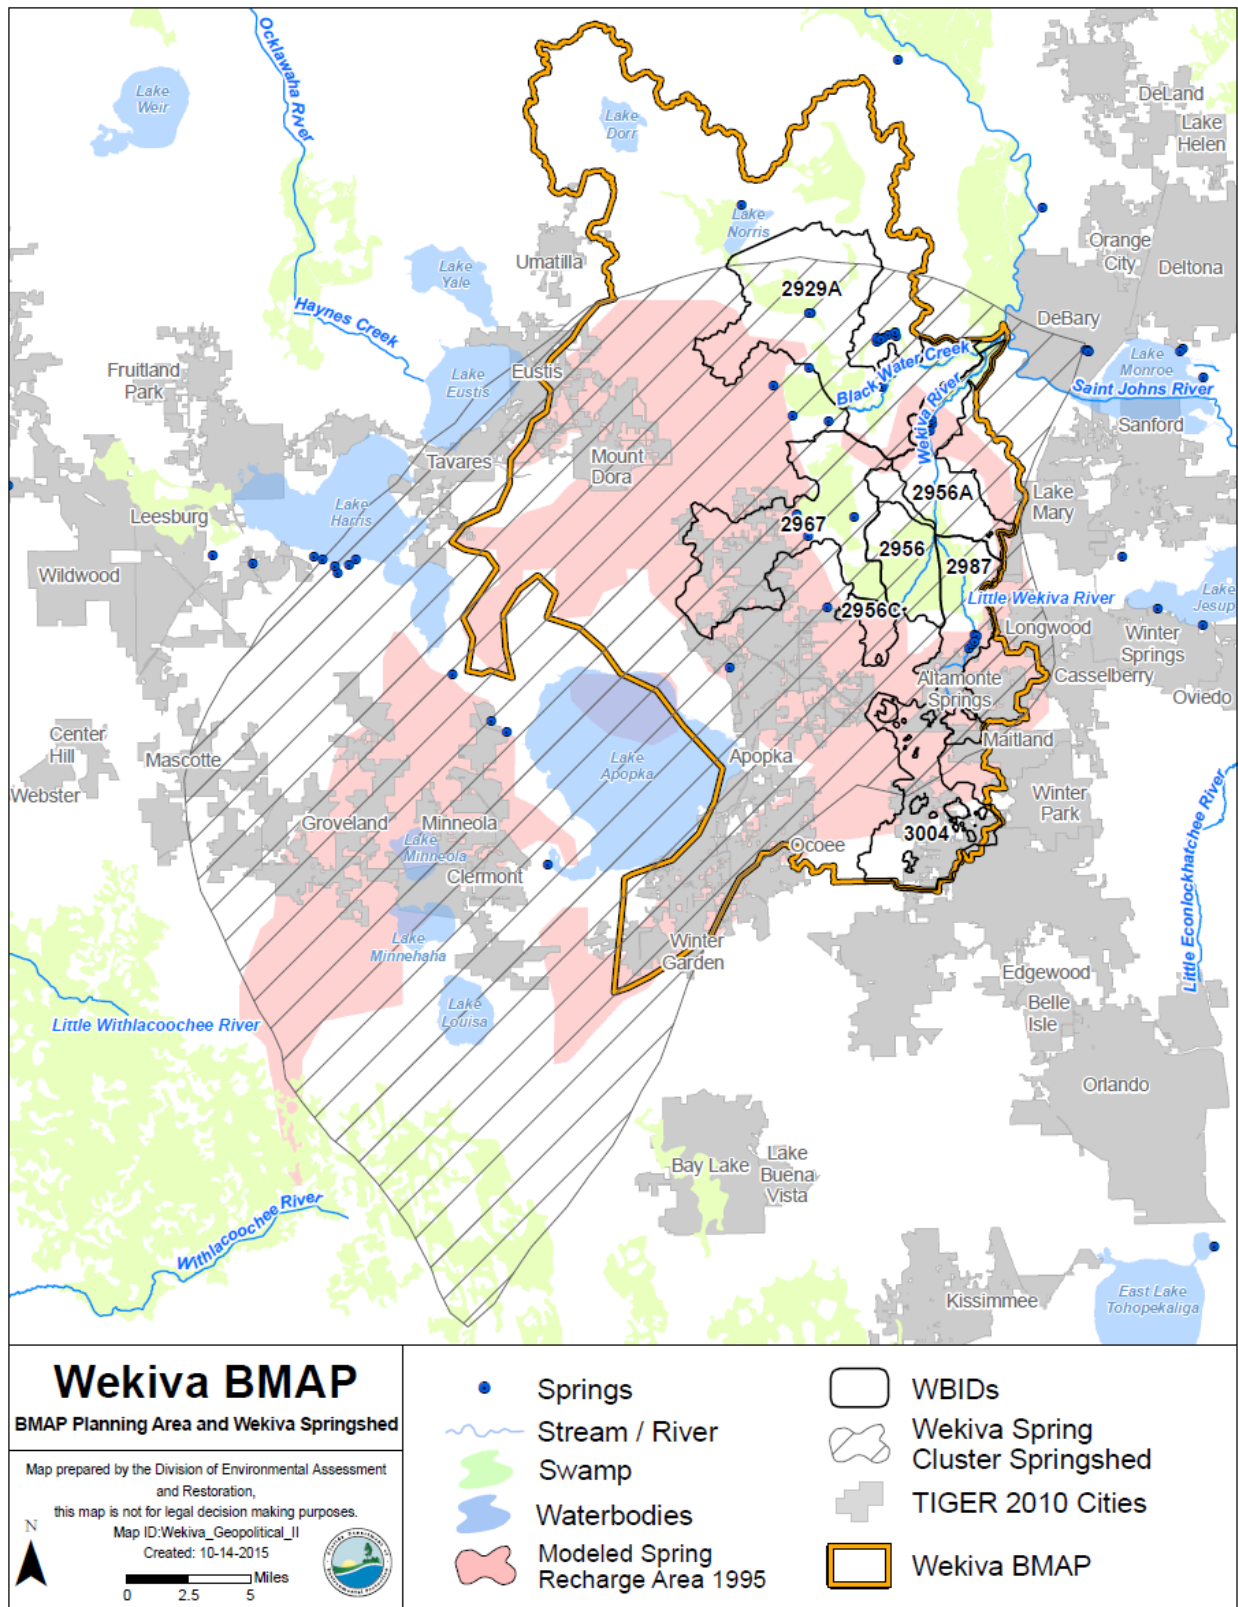 Ocklawaha River
Lake
Weir
Lake
Dorr
DeLand
Lake
Helen
Lake
Norris
Umatilla
Orange
City
Deltona
Lake
Yale
2929A
Haynes Creek
DeBary
Fruitland
Park
Lake
Eustis
Eustis
Black Water Creek
Lake
Monroe
Saint Johns River
Wekiva River
Sanford
Tavares
Mount
Dora
Lake
Harris
Leesburg
2956A
Lake
Mary
2967
2956
2987
Wildwood
2956C
Little Wekiva River
Lake
Jesup
Longwood
Winter
Springs
Casselberry
Oviedo
Altamonte
Springs
Center
Hill
Mascotte
Webster
Lake
Apopka
Apopka
Maitland
Winter
Park
Groveland
Minneola
Lake
Minneola
Clermont
Ocoee
3004
Little Econlockhatchee River
Lake
Minnehaha
Winter
Garden
Edgewood
Belle
Isle
Lake
Louisa
Little Withlacoochee River
Orlando
Bay Lake
Lake
Buena
Vista
Withlacoochee River
Kissimmee
East Lake
Tohopekaliga
Wekiva BMAP
BMAP Planning Area and Wekiva Springshed
Map prepared by the Division of Environmental Assessment
and Restoration,
this map is not for legal decision making purposes.
Map ID:Wekiva_Geopolitical_II
Created: 10-14-2015
N
Miles
0 2.5 5
Springs
Stream / River
Swamp
Waterbodies
Modeled Spring
Recharge Area 1995
WBIDs
Wekiva Spring
Cluster Springshed
TIGER 2010 Cities
Wekiva BMAP